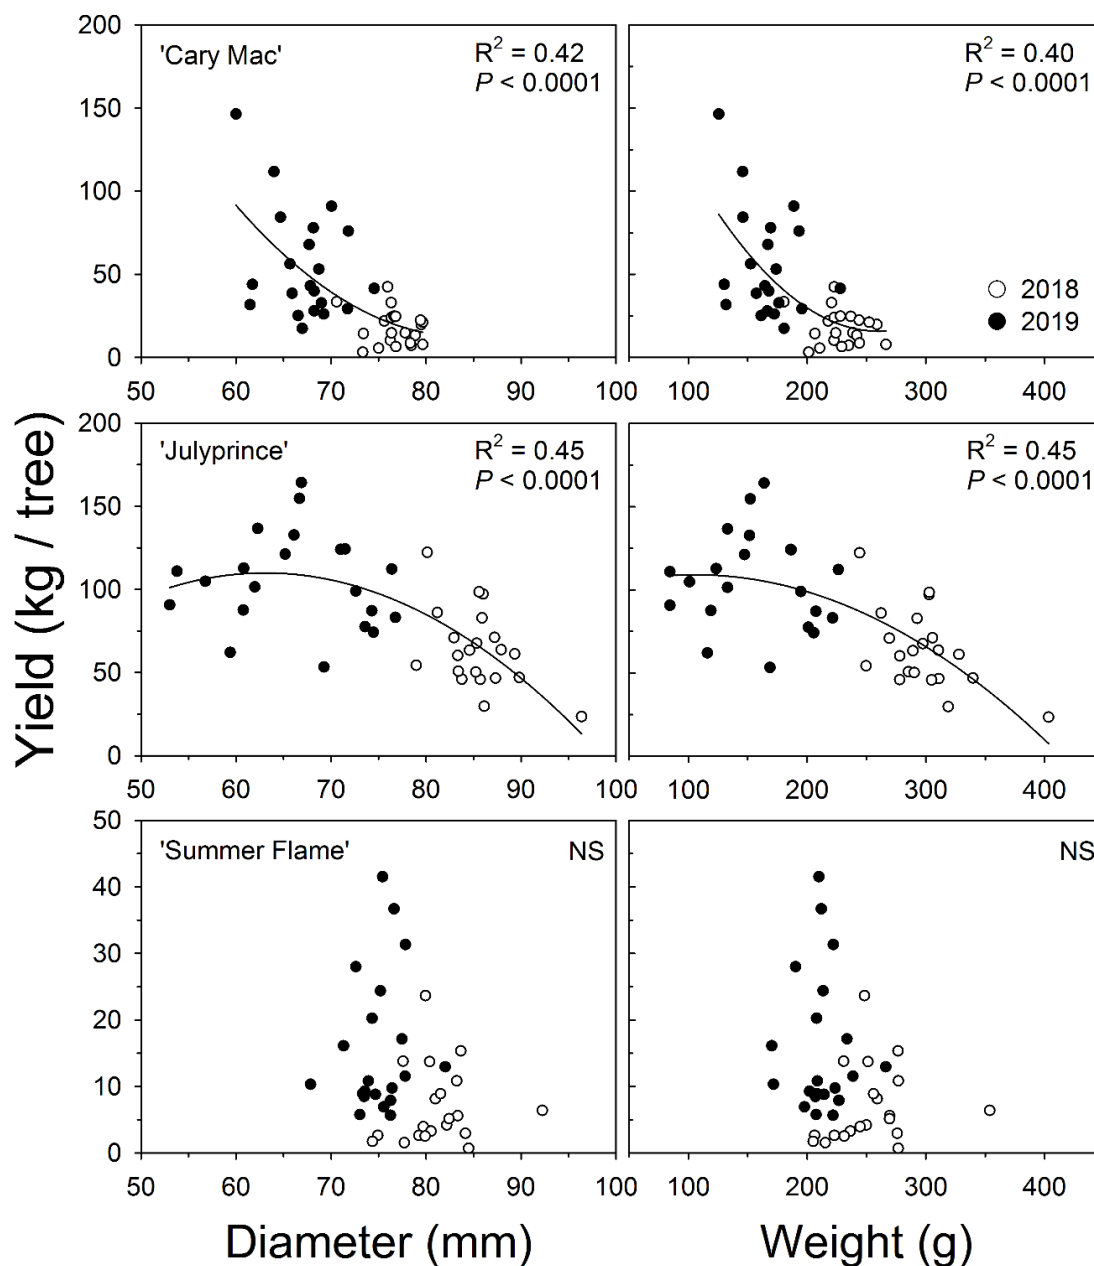 200
150
100
50
0
'Cary Mac'
R² = 0.42
P < 0.0001
R² = 0.40
P < 0.0001
2018
2019
50 60 70 80 90 100
100 200 300 400
200
150
100
50
0
'Julyprince'
R² = 0.45
P < 0.0001
R² = 0.45
P < 0.0001
50 60 70 80 90 100
100 200 300 400
Yield (kg / tree)
50
40
30
20
10
0
'Summer Flame'
NS
NS
50 60 70 80 90 100
100 200 300 400
Diameter (mm)
Weight (g)